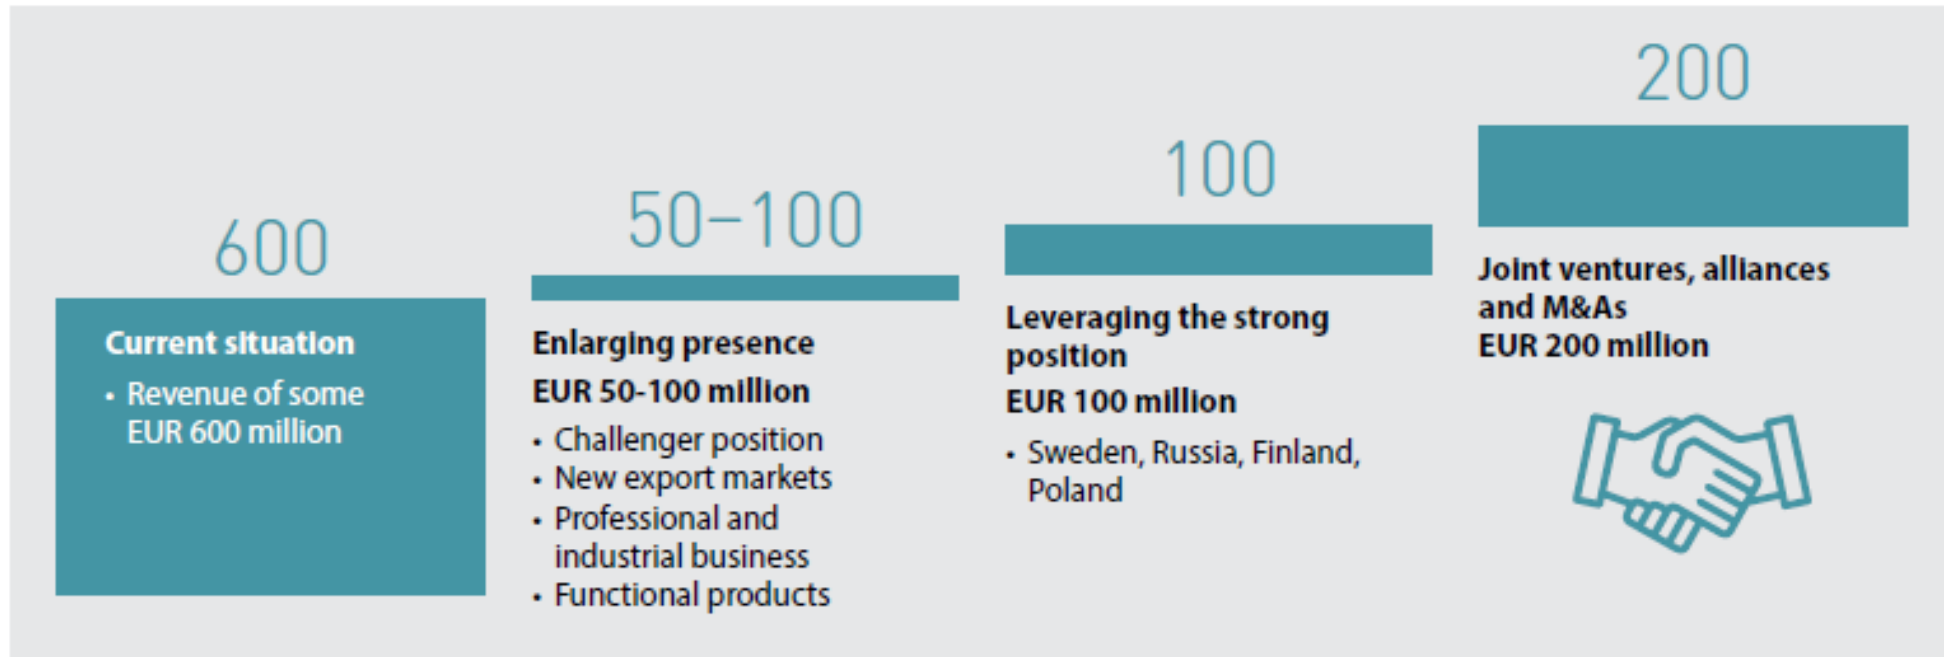 600
Current situation
• Revenue of some
EUR 600 million
50–100
Enlarging presence
EUR 50-100 million
• Challenger position
• New export markets
• Professional and
industrial business
• Functional products
100
Leveraging the strong
position
EUR 100 million
• Sweden, Russia, Finland,
Poland
200
Joint ventures, alliances
and M&As
EUR 200 million